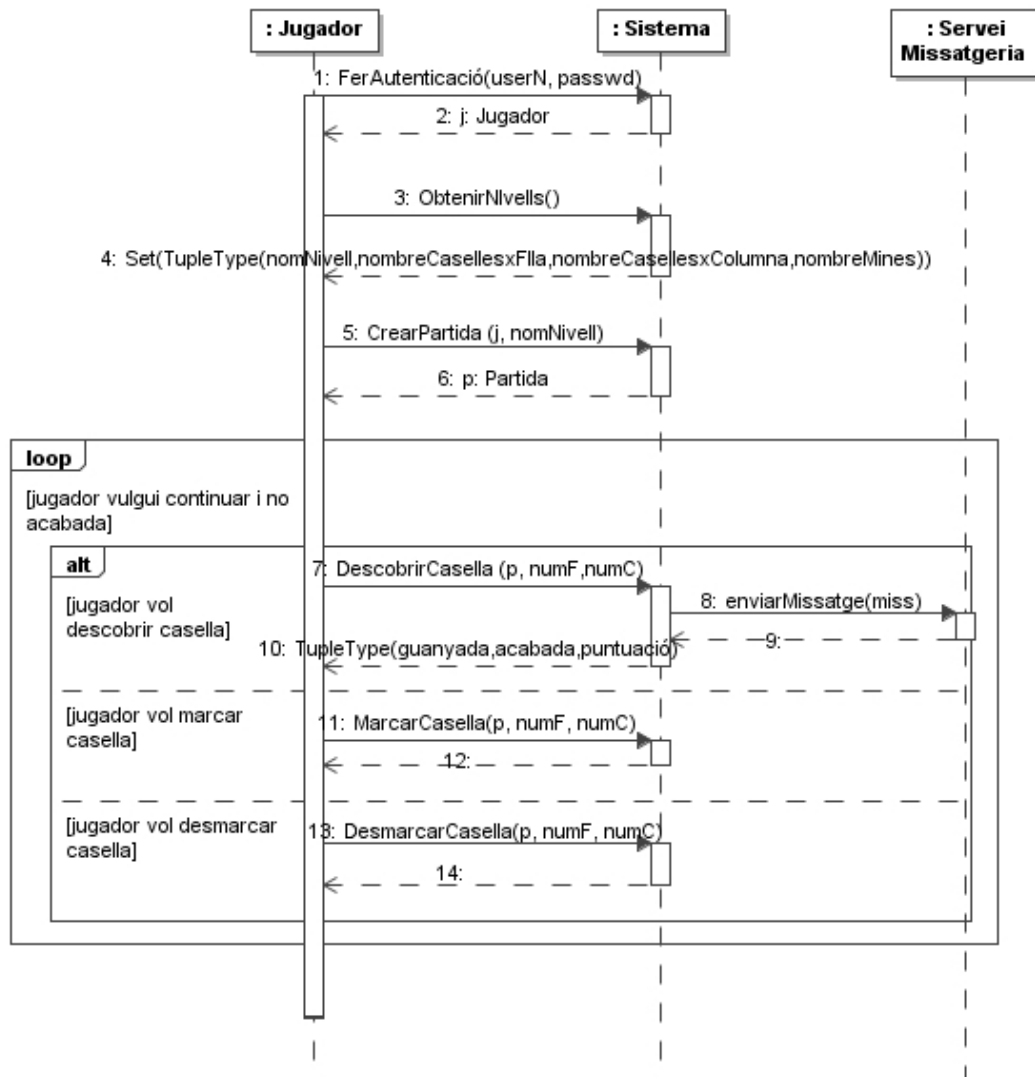 : Jugador
: Sistema
: Servei
Missatgeria
1: FerAutenticació(userN, passwd)
2: j: Jugador
3: ObtenirNIvells()
4: Set(TupleType(nomNivell,nombreCasellesxFIla,nombreCasellesxColumna,nombreMines))
5: CrearPartida (j, nomNivell)
6: p: Partida
loop
[jugador vulgui continuar i no
acabada]
alt
7: DescobrirCasella (p, numF,numC)
[jugador vol
descobrir casella]
8: enviarMissatge(miss)
9:
10: TupleType(guanyada,acabada,puntuació)
[jugador vol marcar
casella]
11: MarcarCasella(p, numF, numC)
12:
[jugador vol desmarcar
casella]
13: DesmarcarCasella(p, numF, numC)
14: